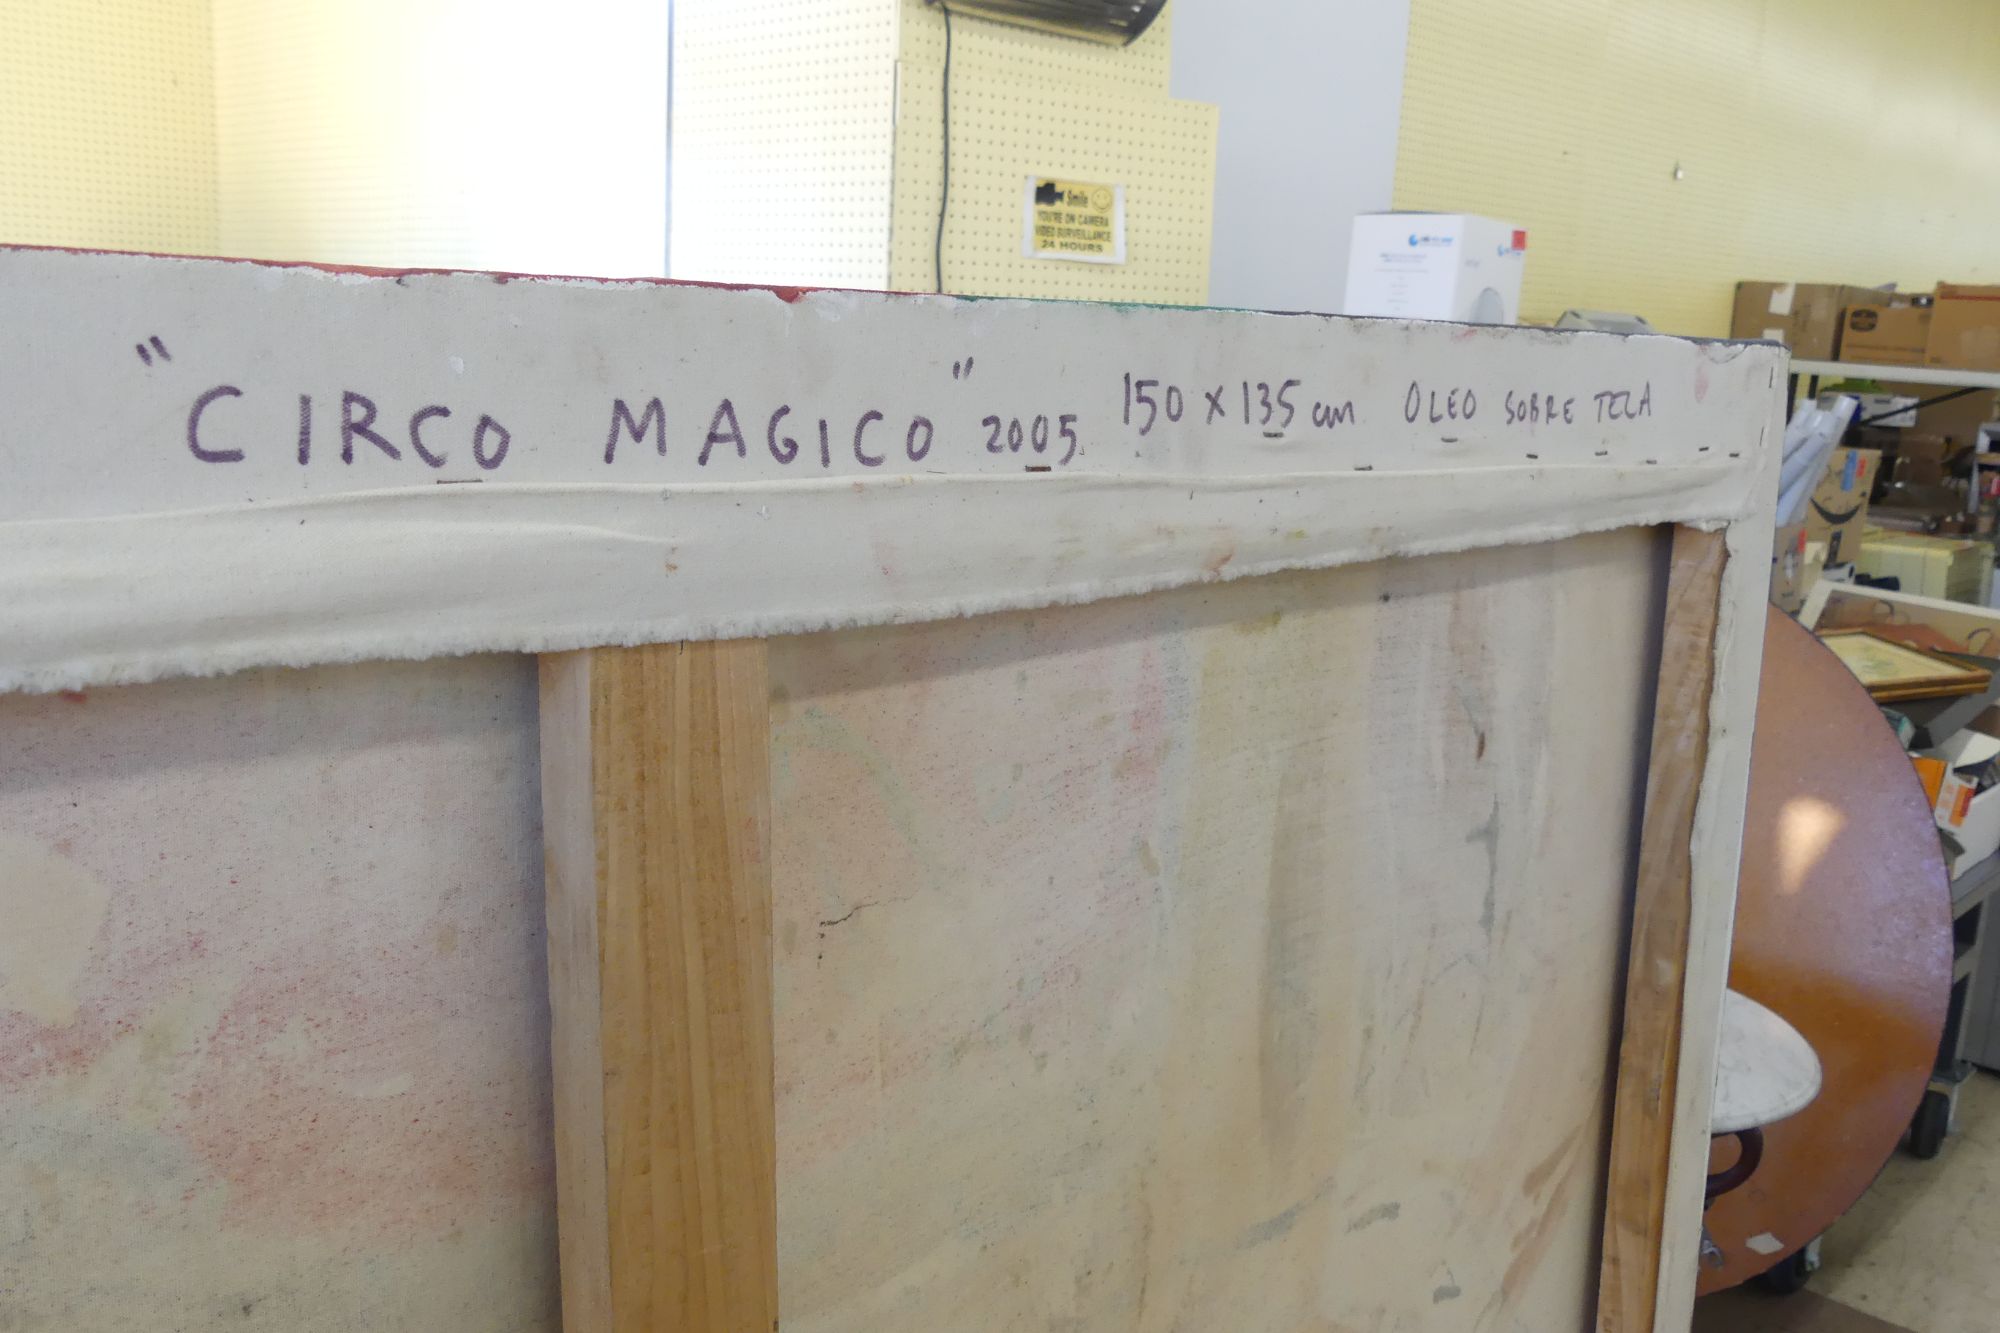 Smile
YOU'RE ON CAMERA
VIDEO SURVEILLANCE
24 HOURS
"CIRCO MAGICO" 2005 150 x 135 cm OLEO SOBRE TELA